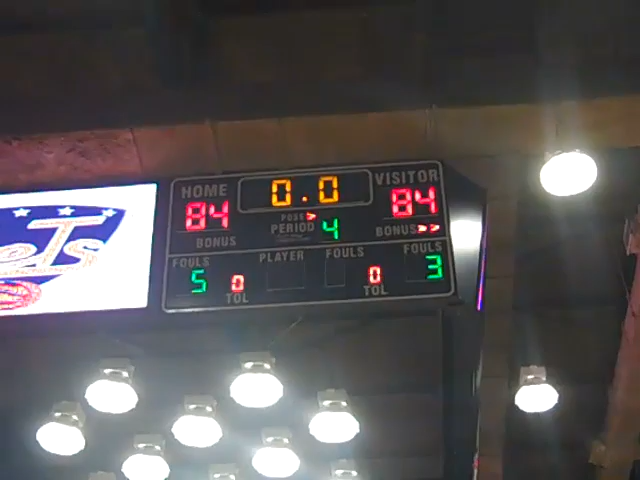 HOME 0.0 VISITOR
84 POSS > 84
PERIOD 4
BONUS BONUS >>
FOULS PLAYER FOULS FOULS
5 0 0 3
TOL TOL
eTs